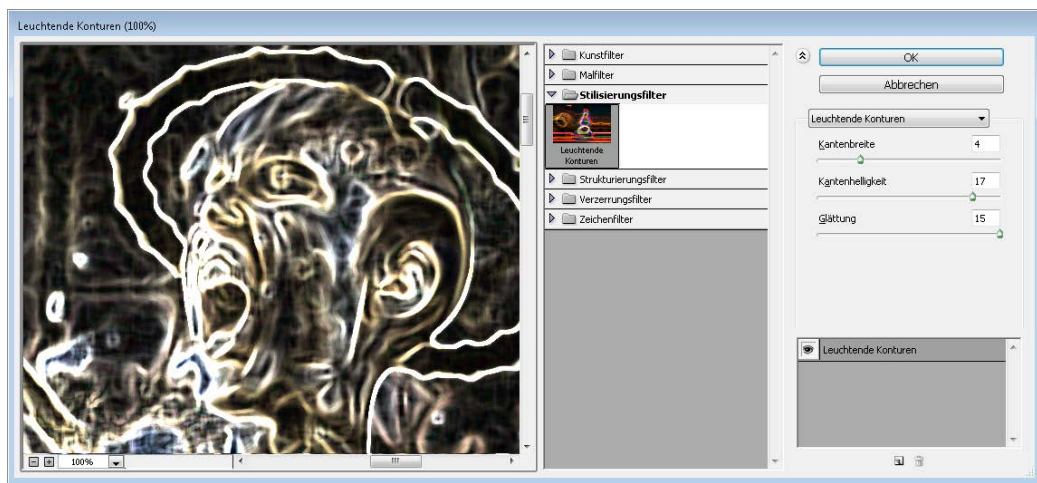 Leuchtende Konturen (100%)
100%
Kunstfilter
Malfilter
Stilisierungsfilter
Leuchtende
Konturen
Strukturierungsfilter
Verzerrungsfilter
Zeichenfilter
OK
Abbrechen
Leuchtende Konturen
Kantenbreite 4
Kantenhelligkeit 17
Glättung 15
Leuchtende Konturen